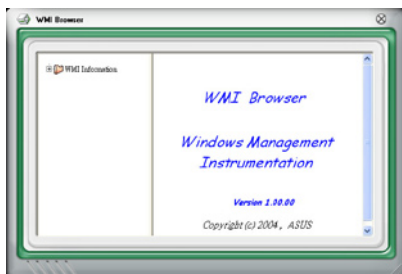 WMI Browser
WMI Information
WMI Browser
Windows Management
Instrumentation
Version 1.00.00
Copyright (c) 2004, ASUS